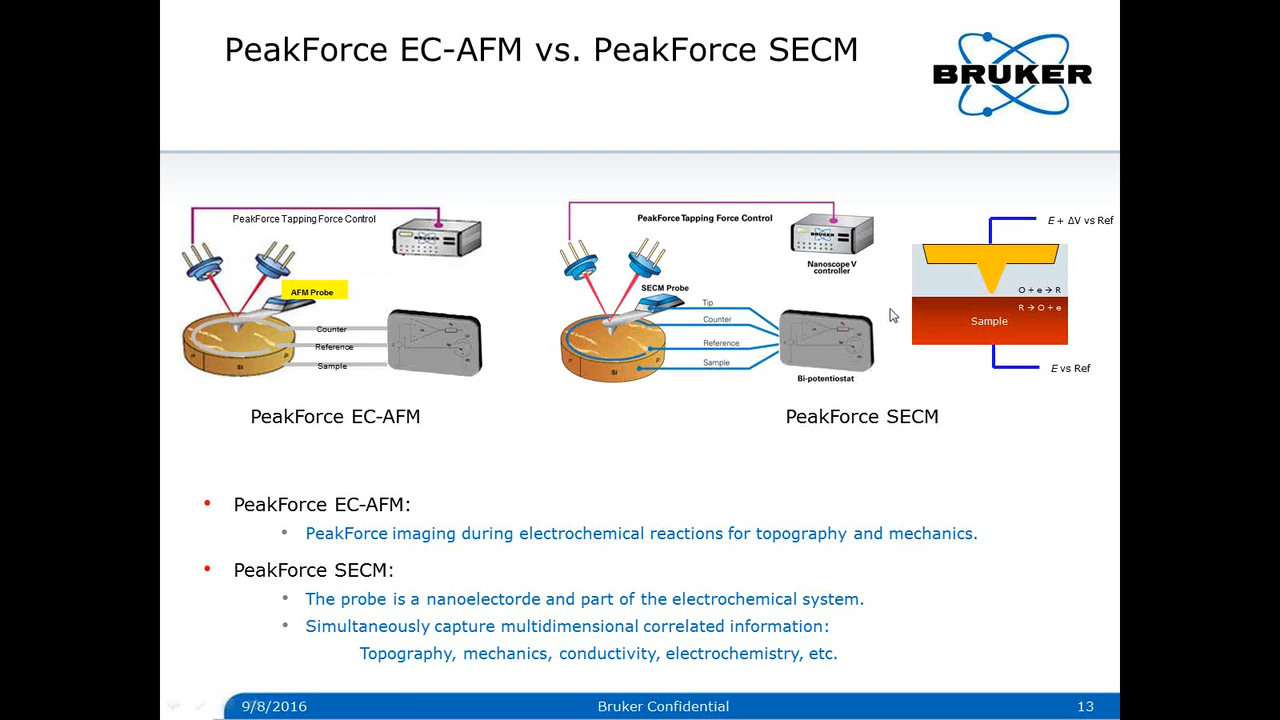 PeakForce EC-AFM vs. PeakForce SECM
BRUKER
PeakForce Tapping Force Control
BRUKER
AFM Probe
Counter
Reference
Sample
Si
PeakForce EC-AFM
PeakForce Tapping Force Control
BRUKER
Nanoscope V
controller
SECM Probe
Tip
Counter
Reference
Sample
Si
Bi-potentiostat
E + ΔV vs Ref
O + e → R
R → O + e
Sample
E vs Ref
PeakForce SECM
• PeakForce EC-AFM:
• PeakForce imaging during electrochemical reactions for topography and mechanics.
• PeakForce SECM:
• The probe is a nanoelectorde and part of the electrochemical system.
• Simultaneously capture multidimensional correlated information:
Topography, mechanics, conductivity, electrochemistry, etc.
9/8/2016
Bruker Confidential
13